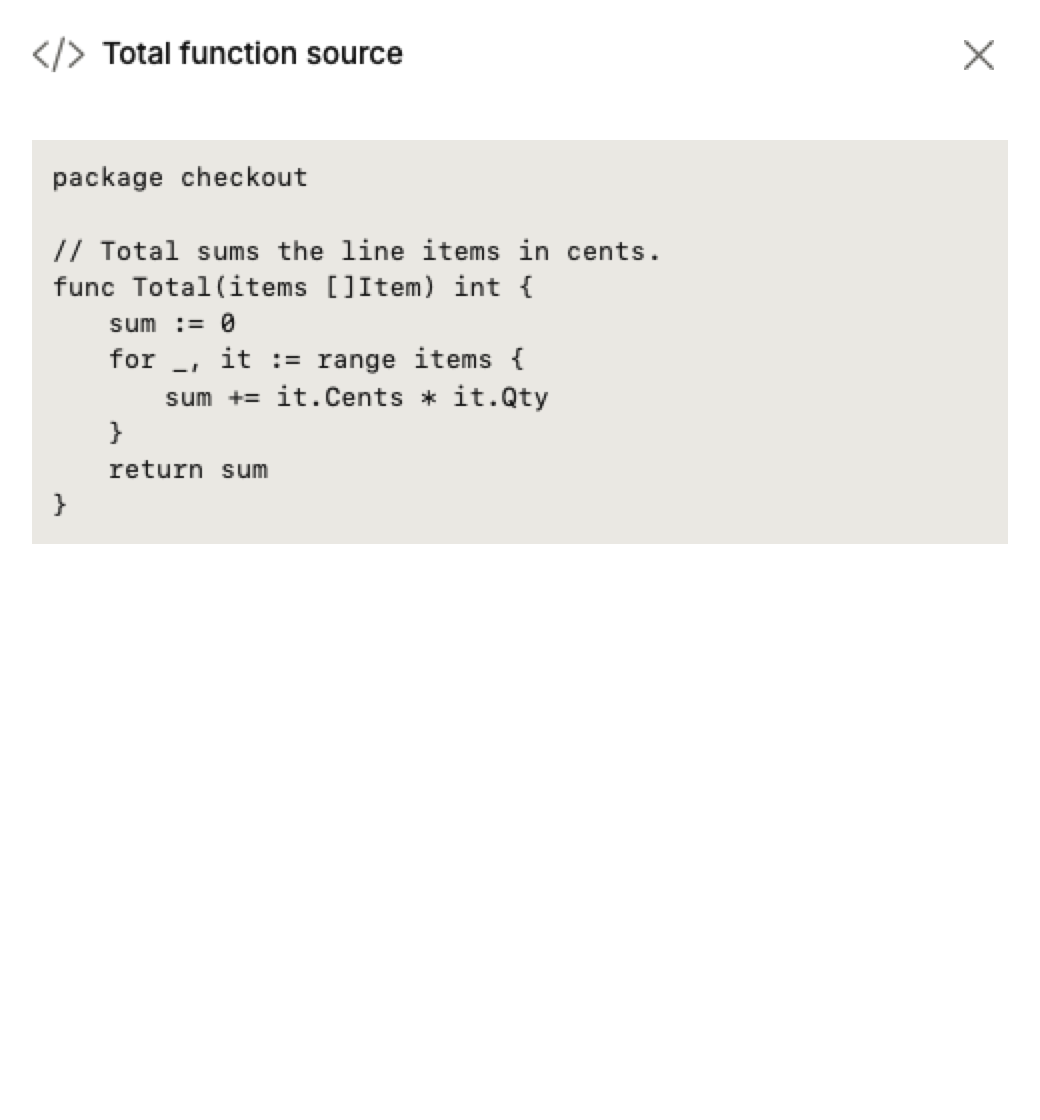 </> Total function source
package checkout

// Total sums the line items in cents.
func Total(items []Item) int {
    sum := 0
    for _, it := range items {
        sum += it.Cents * it.Qty
    }
    return sum
}